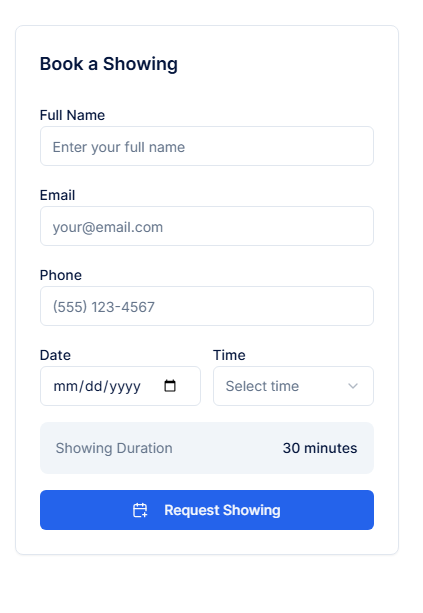 Book a Showing
Full Name
Enter your full name
Email
your@email.com
Phone
(555) 123-4567
Date Time
mm/dd/yyyy Select time
Showing Duration 30 minutes
Request Showing